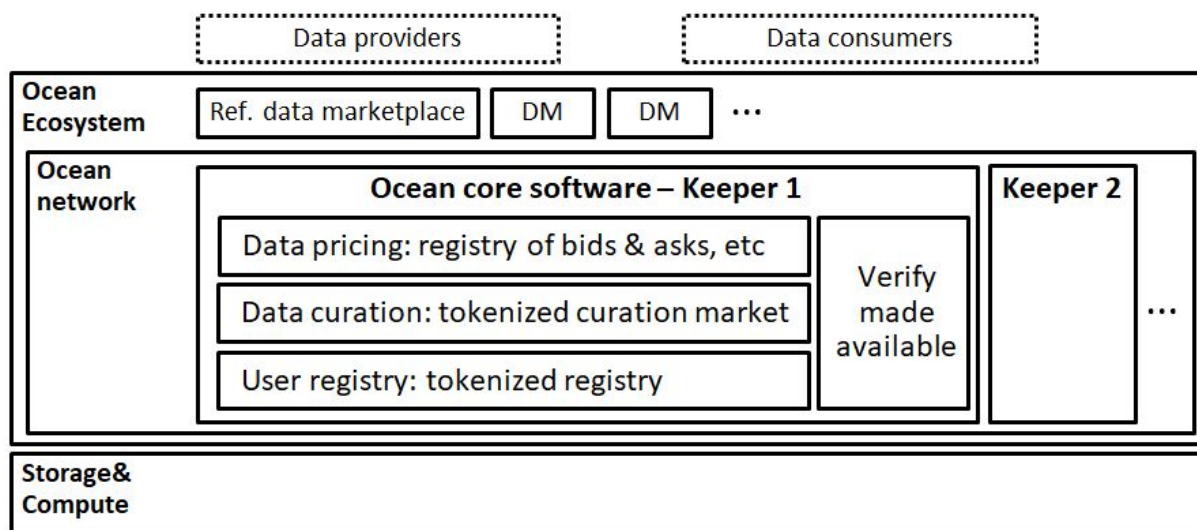 Data providers
Data consumers
Ocean
Ecosystem
Ref. data marketplace
DM
DM
...
Ocean
network
Ocean core software – Keeper 1
Keeper 2
Data pricing: registry of bids & asks, etc
Data curation: tokenized curation market
User registry: tokenized registry
Verify
made
available
...
Storage&
Compute